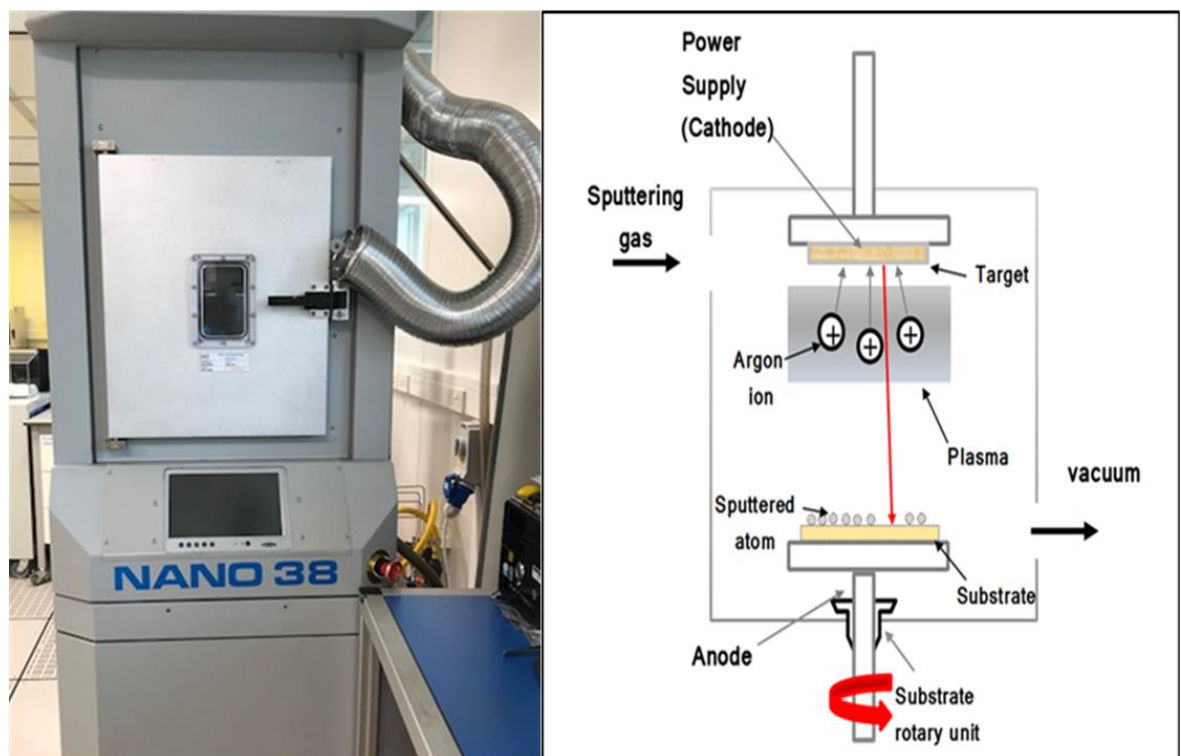 NANO 38
Power
Supply
(Cathode)
Sputtering
gas
Target
Argon
ion
Plasma
vacuum
Sputtered
atom
Substrate
Anode
Substrate
rotary unit